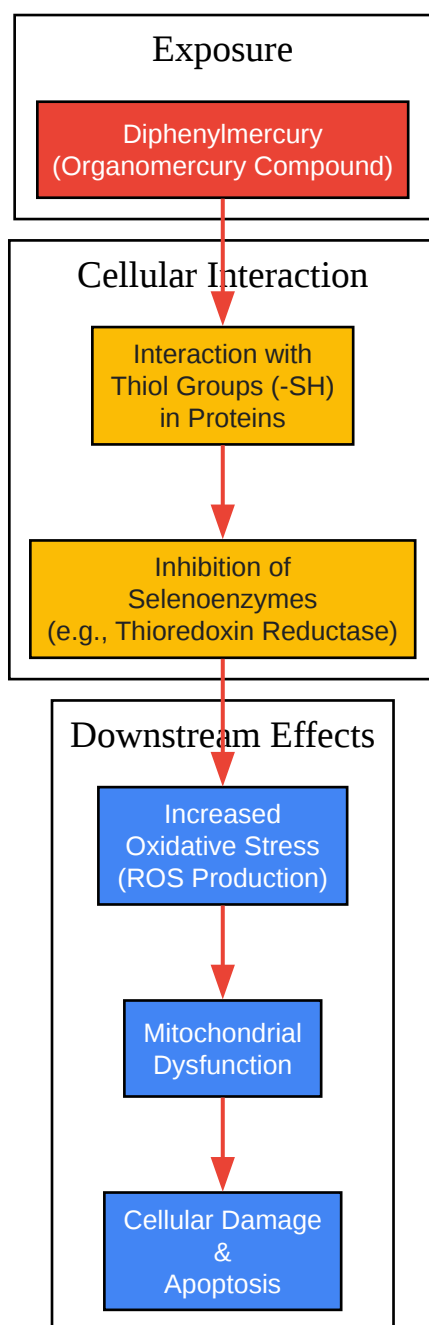 Exposure
Diphenylmercury
(Organomercury Compound)
Cellular Interaction
Interaction with
Thiol Groups (-SH)
in Proteins
Inhibition of
Selenoenzymes
(e.g., Thioredoxin Reductase)
Downstream Effects
Increased
Oxidative Stress
(ROS Production)
Mitochondrial
Dysfunction
Cellular Damage
&
Apoptosis